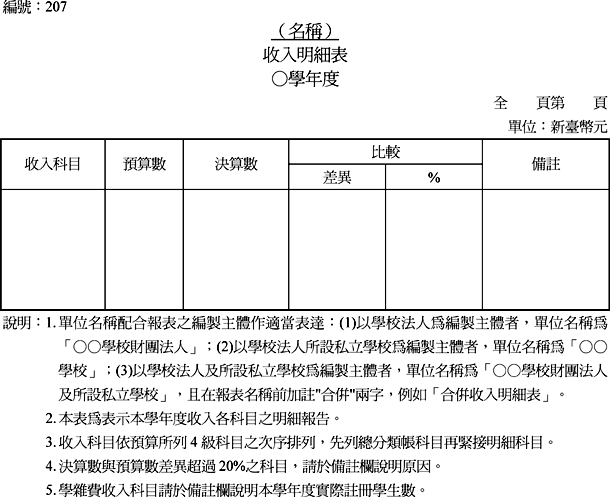 編號：207
（名稱）
收入明細表
○學年度
全　　頁第　　頁
單位：新臺幣元
收入科目 預算數 決算數 比較 備註
差異 %
說明：1. 單位名稱配合報表之編製主體作適當表達：(1)以學校法人爲編製主體者，單位名稱爲
「○○學校財團法人」；(2)以學校法人所設私立學校爲編製主體者，單位名稱爲「○○
學校」；(3)以學校法人及所設私立學校爲編製主體者，單位名稱爲「○○學校財團法人
及所設私立學校」，且在報表名稱前加註"合併"兩字，例如「合併收入明細表」。
2. 本表爲表示本學年度收入各科目之明細報告。
3. 收入科目依預算所列 4 級科目之次序排列，先列總分類帳科目再緊接明細科目。
4. 決算數與預算數差異超過 20%之科目，請於備註欄說明原因。
5. 學雜費收入科目請於備註欄說明本學年度實際註冊學生數。